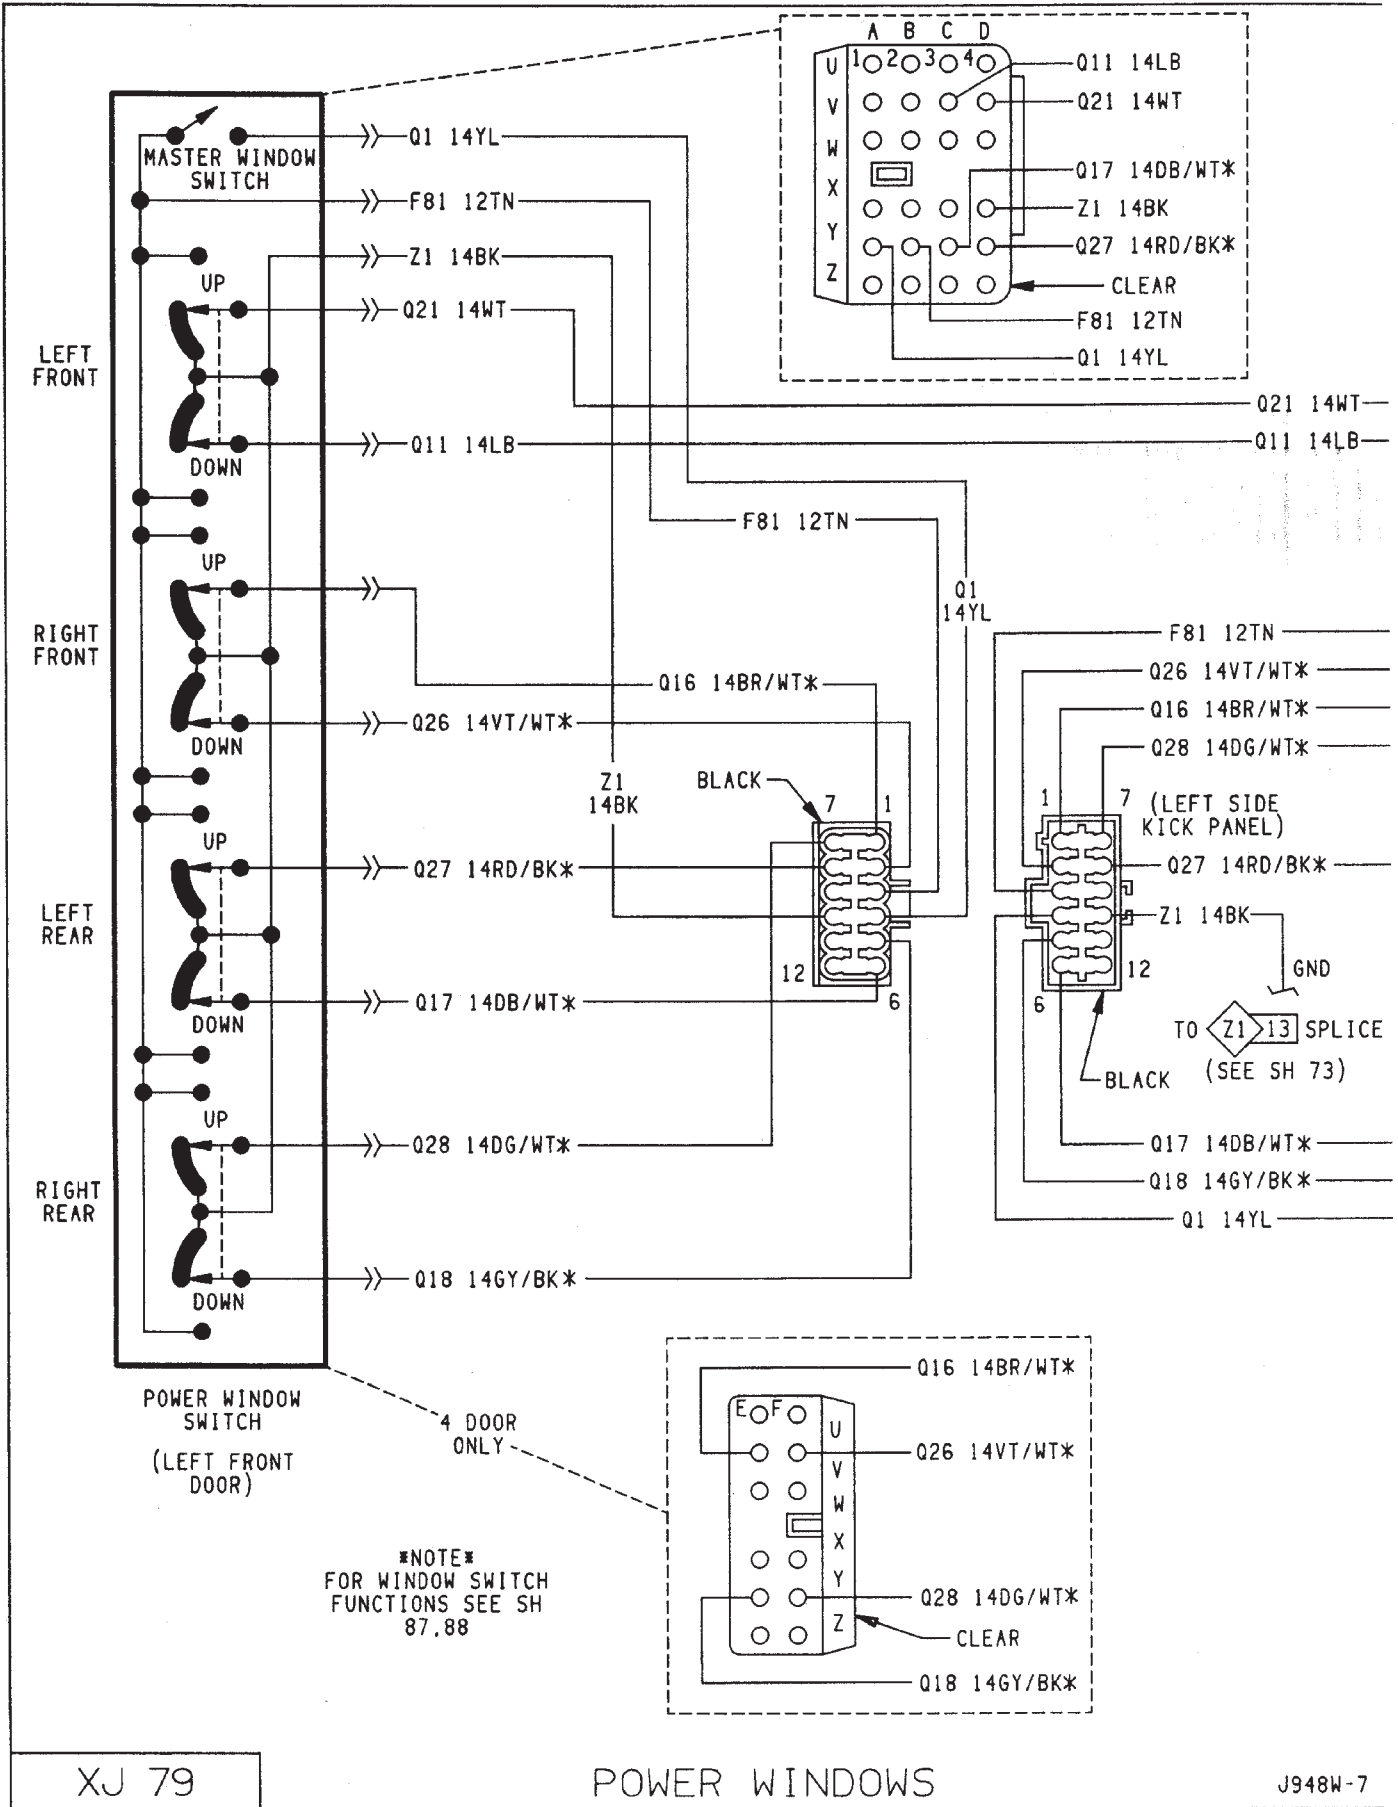 A B C D
1 2 3 4
U
V
W
X
Y
Z
Q11 14LB
Q21 14WT
Q17 14DB/WT*
Z1 14BK
Q27 14RD/BK*
CLEAR
F81 12TN
Q1 14YL
MASTER WINDOW
SWITCH
Q1 14YL
F81 12TN
Z1 14BK
UP
Q21 14WT
LEFT
FRONT
Q21 14WT
Q11 14LB
Q11 14LB
DOWN
F81 12TN
UP
Q1
14YL
RIGHT
FRONT
F81 12TN
Q26 14VT/WT*
Q16 14BR/WT*
Q16 14BR/WT*
Q26 14VT/WT*
DOWN
Q28 14DG/WT*
Z1
14BK
BLACK
7 1
1 7
(LEFT SIDE
KICK PANEL)
UP
Q27 14RD/BK*
Q27 14RD/BK*
LEFT
REAR
Z1 14BK
12
6
12
6
GND
Q17 14DB/WT*
DOWN
TO Z1 13 SPLICE
(SEE SH 73)
BLACK
UP
Q28 14DG/WT*
Q17 14DB/WT*
Q18 14GY/BK*
Q1 14YL
RIGHT
REAR
Q18 14GY/BK*
DOWN
POWER WINDOW
SWITCH
(LEFT FRONT
DOOR)
4 DOOR
ONLY
Q16 14BR/WT*
E F
U
V
W
X
Y
Z
Q26 14VT/WT*
Q28 14DG/WT*
CLEAR
Q18 14GY/BK*
*NOTE*
FOR WINDOW SWITCH
FUNCTIONS SEE SH
87,88
XJ 79
POWER WINDOWS
J948W-7